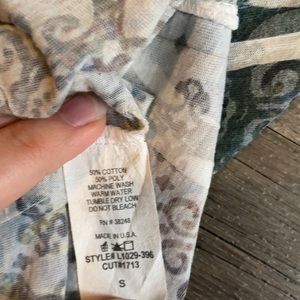 50% COTTON
50% POLY
MACHINE WASH
WARM WATER
TUMBLE DRY LOW
DO NOT BLEACH
RN # 38248
MADE IN U.S.A.
STYLE# L1029-396
CUT#1713
S